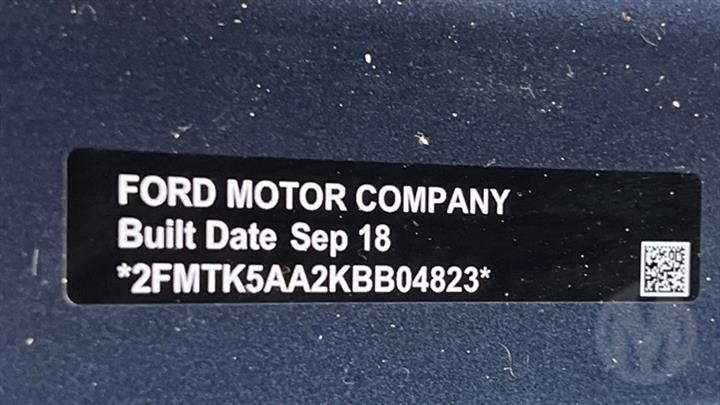 FORD MOTOR COMPANY
Built Date Sep 18
*2FMTK5AA2KBB04823*